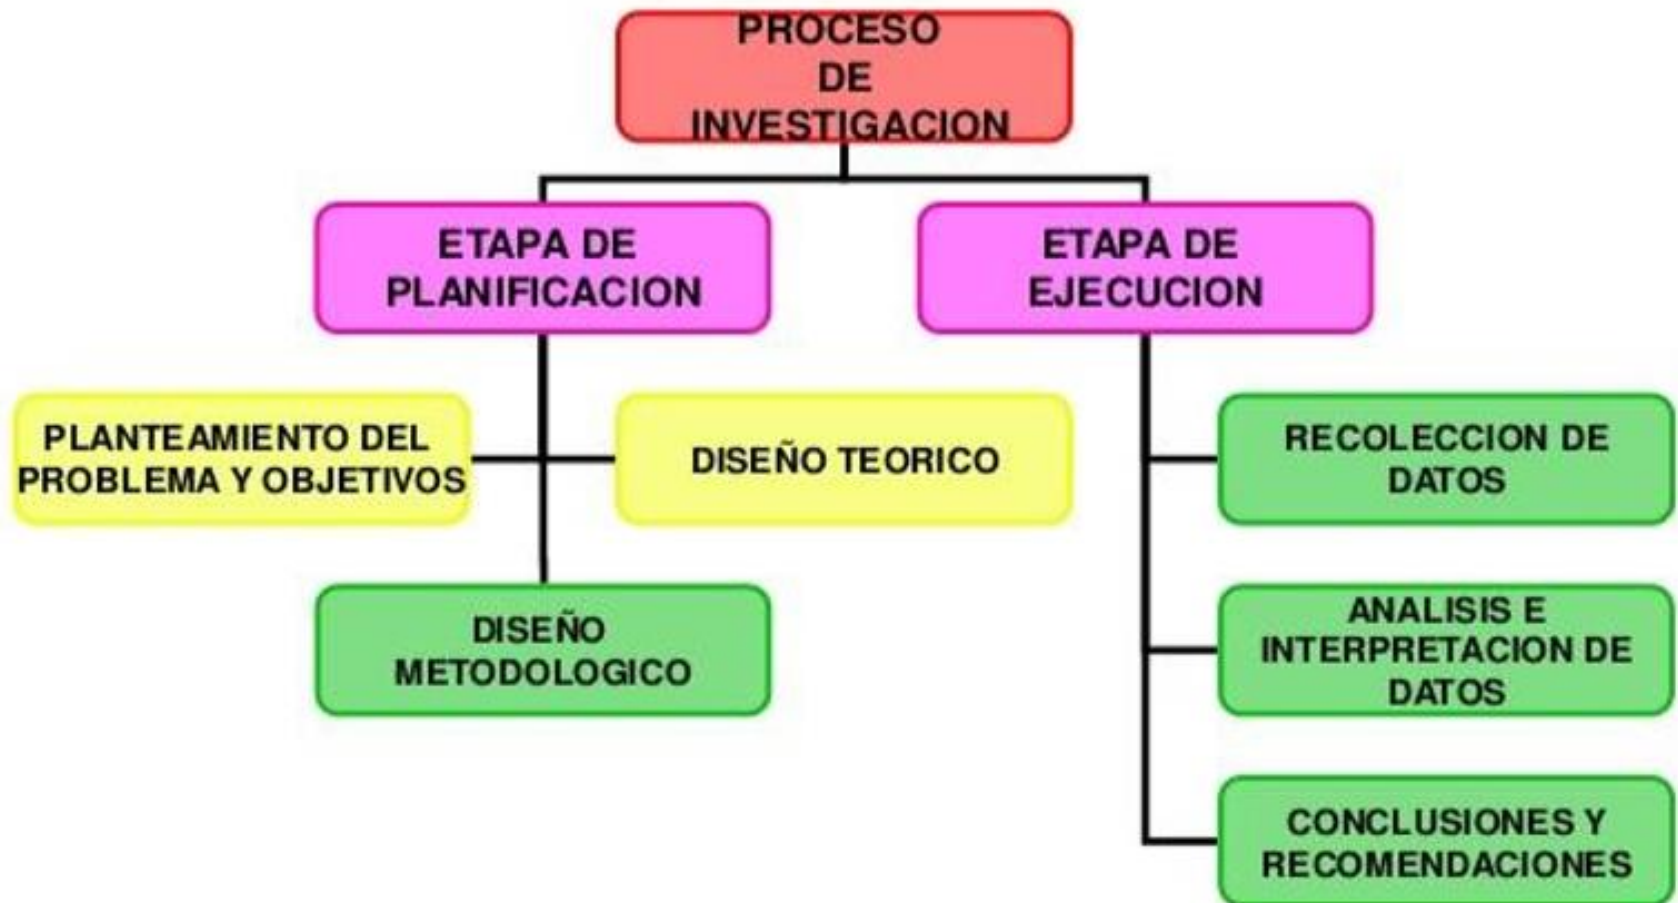 PROCESO
DE
INVESTIGACION
ETAPA DE
PLANIFICACION
ETAPA DE
EJECUCION
PLANTEAMIENTO DEL
PROBLEMA Y OBJETIVOS
DISEÑO TEORICO
RECOLECCION DE
DATOS
DISEÑO
METODOLOGICO
ANALISIS E
INTERPRETACION DE
DATOS
CONCLUSIONES Y
RECOMENDACIONES